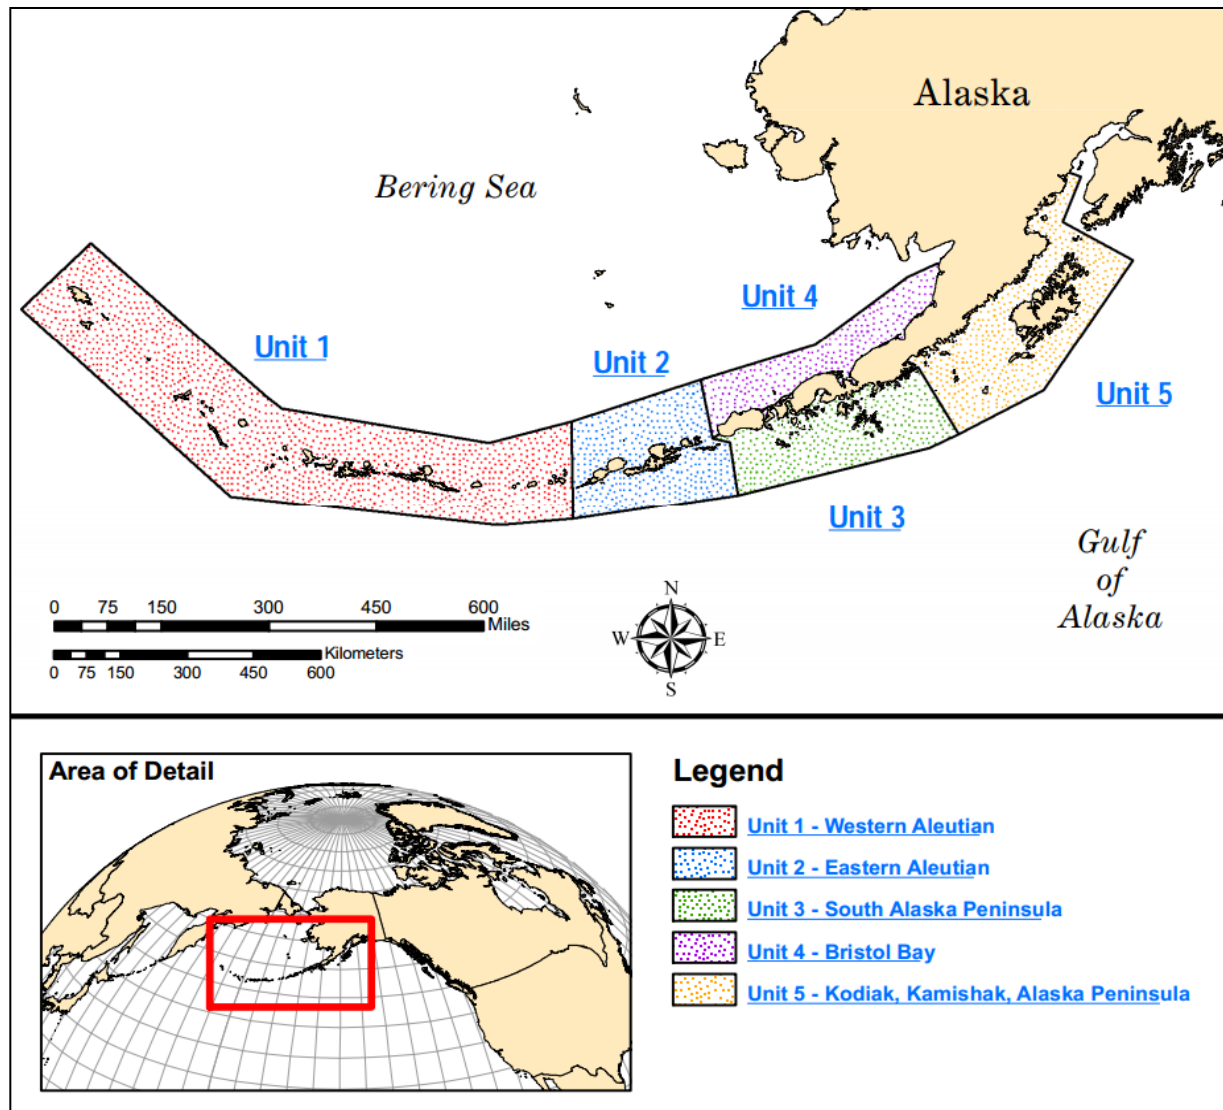 Alaska
Bering Sea
Unit 4
Unit 1
Unit 2
Unit 5
Unit 3
Gulf
of
Alaska
0 75 150 300 450 600
Miles
Kilometers
0 75 150 300 450 600
N
W E
S
Area of Detail
Legend
Unit 1 - Western Aleutian
Unit 2 - Eastern Aleutian
Unit 3 - South Alaska Peninsula
Unit 4 - Bristol Bay
Unit 5 - Kodiak, Kamishak, Alaska Peninsula